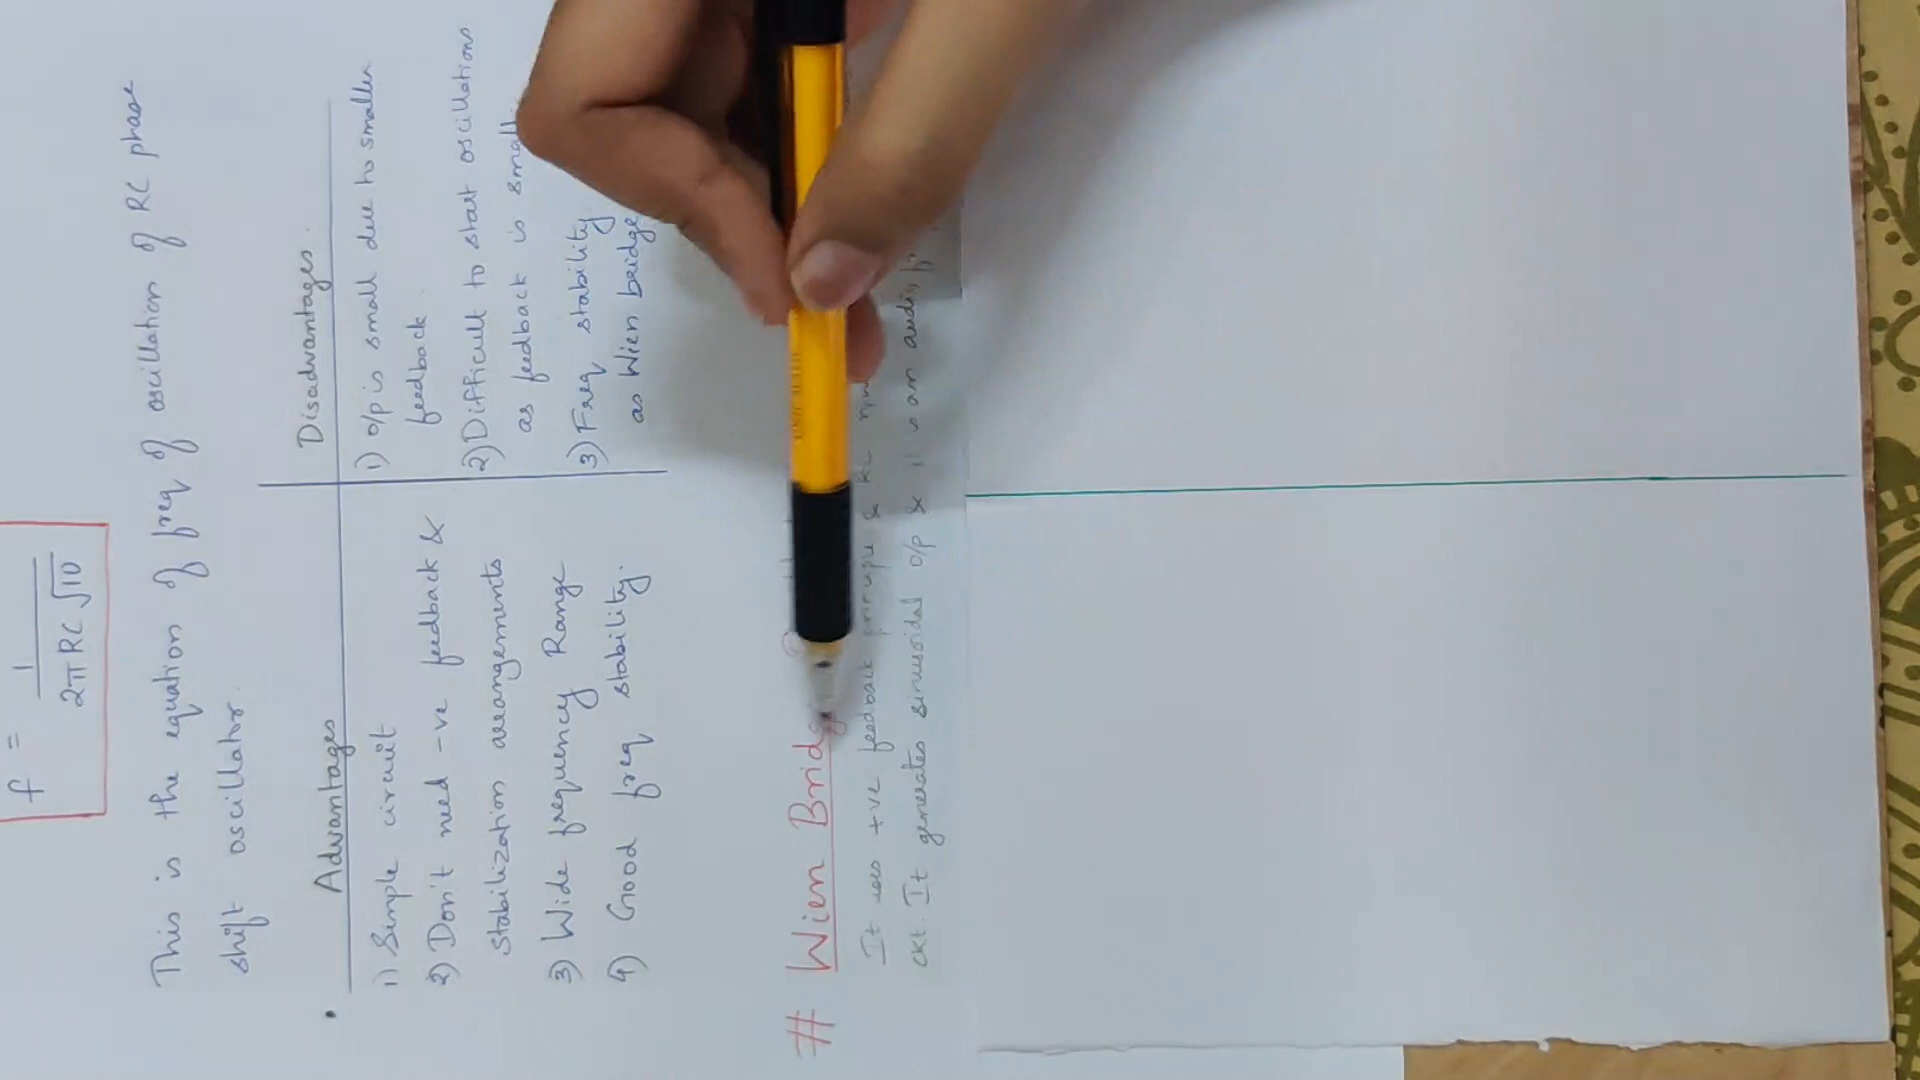 f = 1
2πRC√10
This is the equation of freq of oscillation of RC phase
shift oscillator.
Advantages
1) Simple circuit
2) Don't need -ve feedback &
stabilization arrangements
3) Wide frequency Range
4) Good freq stability.
Disadvantages.
1) o/p is small due to smaller
feedback.
2) Difficult to start oscillations
as feedback is small.
3) Freq stability
as Wien bridge
# Wien
It uses +ve feedback &
ckt. It generates sinusoidal o/p & it is an